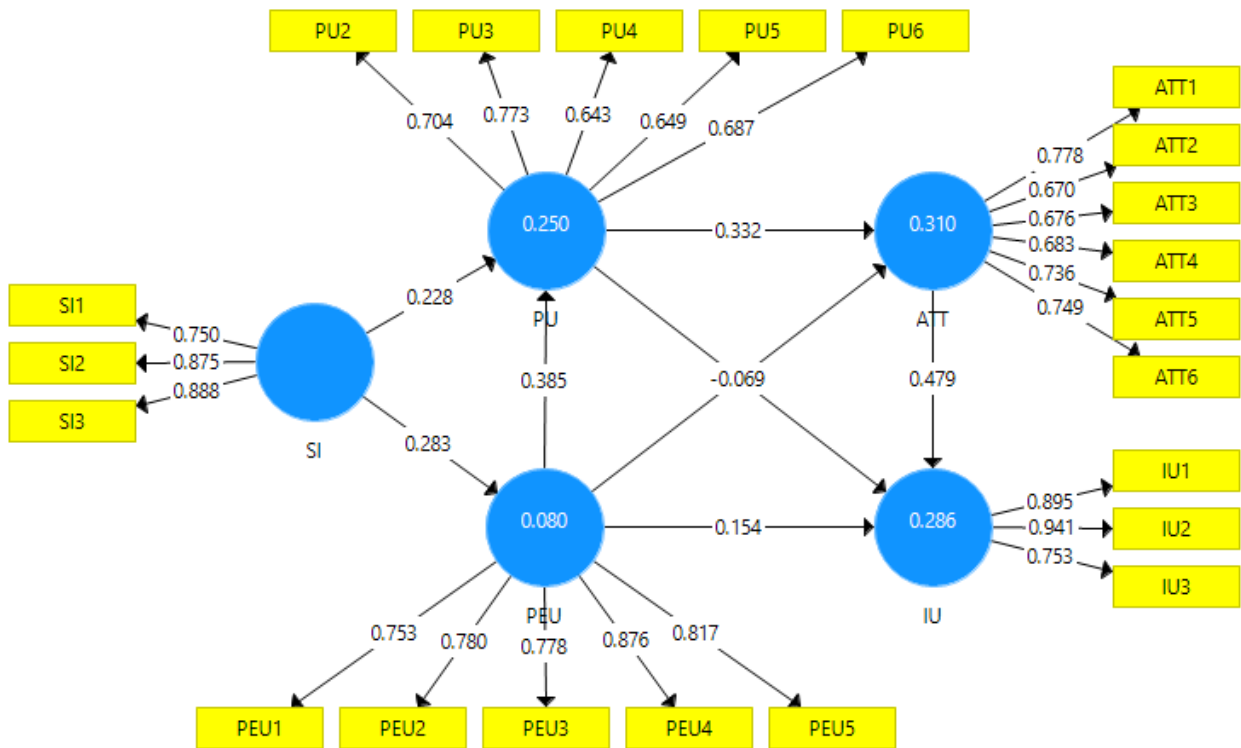 PU2 PU3 PU4 PU5 PU6
0.704 0.773 0.643 0.649 0.687
ATT1
ATT2
ATT3
ATT4
ATT5
ATT6
0.778
0.670
0.676
0.683
0.736
0.749
0.250
PU
0.332
0.310
ATT
SI1
SI2
SI3
0.750
0.875
0.888
SI
0.228
0.283
0.385
-0.069
0.479
0.080
PEU
0.154
0.286
IU
0.895
0.941
0.753
IU1
IU2
IU3
0.753 0.780 0.778 0.876 0.817
PEU1 PEU2 PEU3 PEU4 PEU5